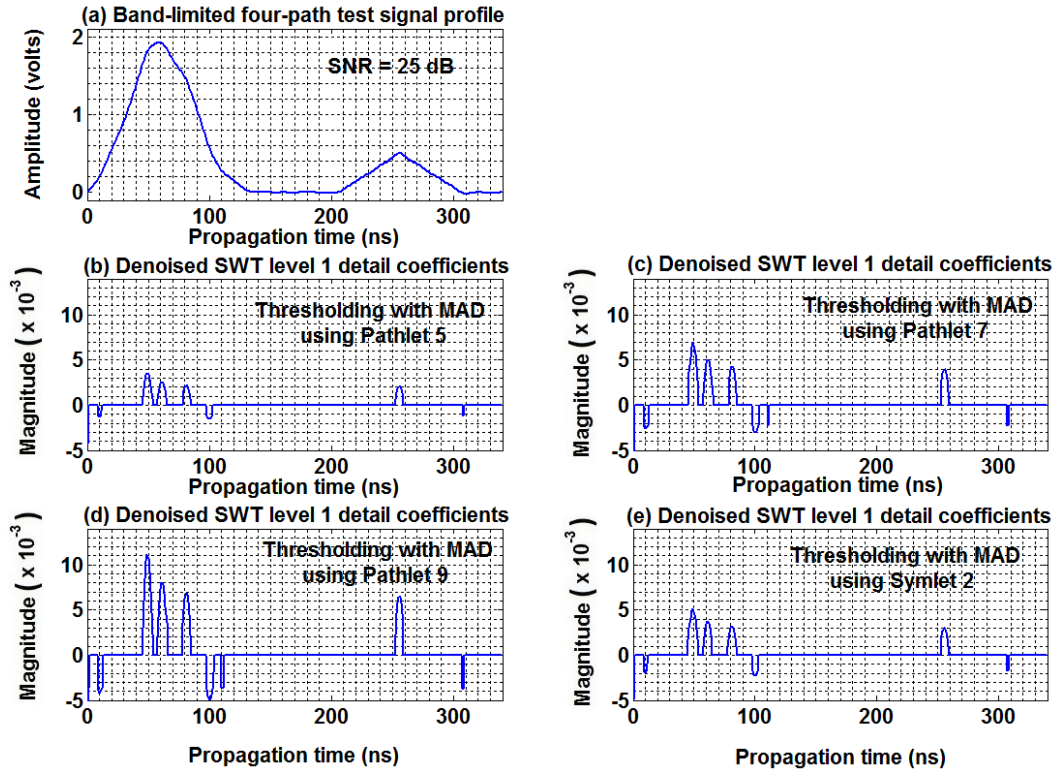 (a) Band-limited four-path test signal profile
SNR = 25 dB
Amplitude (volts)
2
1
0
0 100 200 300
Propagation time (ns)
(b) Denoised SWT level 1 detail coefficients
Thresholding with MAD
using Pathlet 5
Magnitude ( x 10^-3 )
10
5
0
-5
0 100 200 300
Propagation time (ns)
(c) Denoised SWT level 1 detail coefficients
Thresholding with MAD
using Pathlet 7
Magnitude ( x 10^-3 )
10
5
0
-5
0 100 200 300
Propagation time (ns)
(d) Denoised SWT level 1 detail coefficients
Thresholding with MAD
using Pathlet 9
Magnitude ( x 10^-3 )
10
5
0
-5
0 100 200 300
Propagation time (ns)
(e) Denoised SWT level 1 detail coefficients
Thresholding with MAD
using Symlet 2
Magnitude ( x 10^-3 )
10
5
0
-5
0 100 200 300
Propagation time (ns)